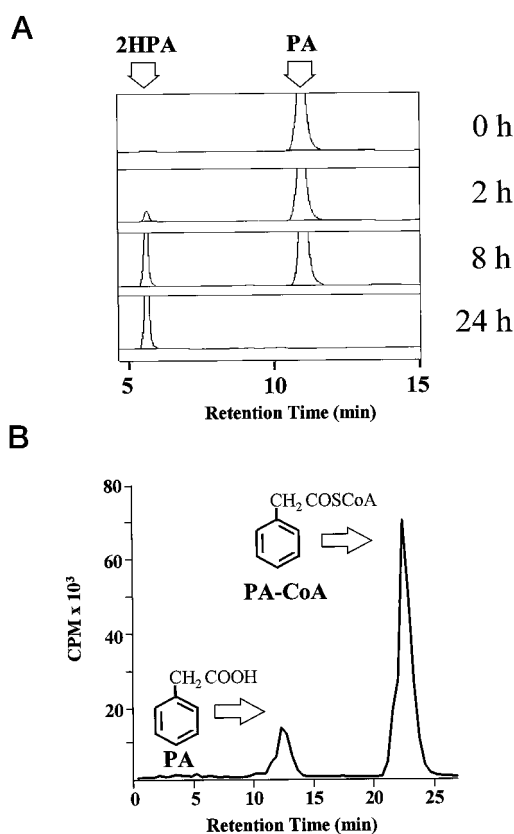 A
2HPA PA
0 h
2 h
8 h
24 h
5 10 15
Retention Time (min)
B
80
CH2COSCoA
60
PA-CoA
CPM x 10³
40
CH2COOH
20
PA
0 5 10 15 20 25
Retention Time (min)